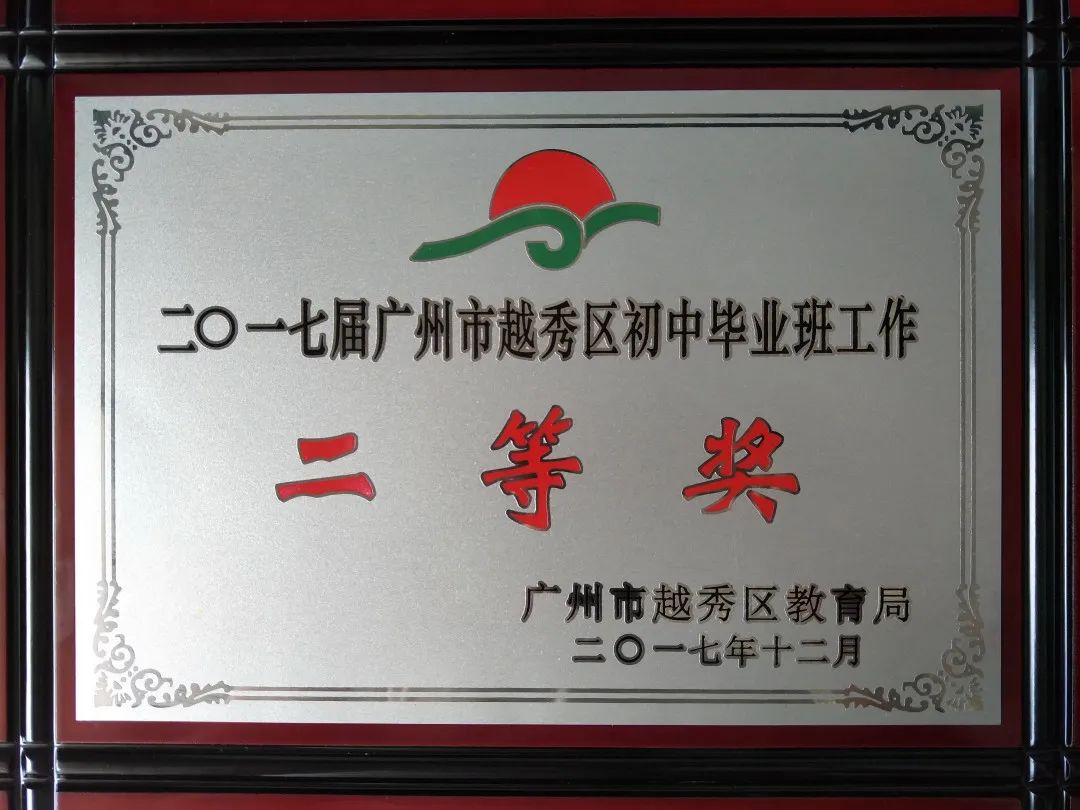 二〇一七届广州市越秀区初中毕业班工作
二等奖
广州市越秀区教育局
二〇一七年十二月